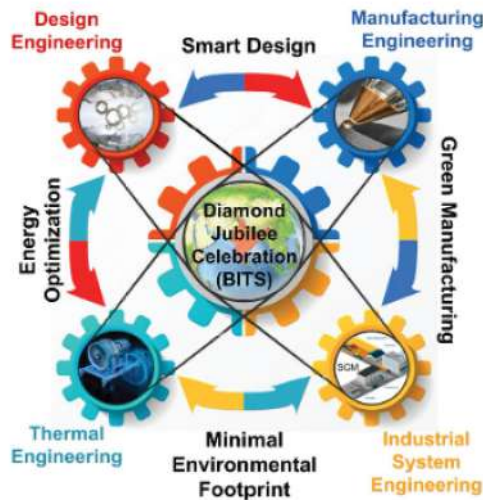 Design
Engineering
Smart Design
Manufacturing
Engineering
Energy
Optimization
Diamond
Jubilee
Celebration
(BITS)
Green Manufacturing
SCM
Thermal
Engineering
Minimal
Environmental
Footprint
Industrial
System
Engineering